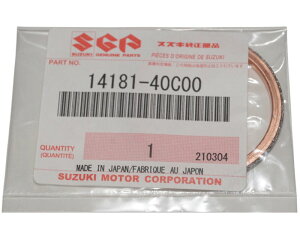 SGP
スズキ純正部品
SUZUKI GENUINE PARTS
PIÈCES D'ORIGINE DE SUZUKI
PART NO.
14181-40C00
QUANTITY
(QUANTITÉ)
1
210304
MADE IN JAPAN/FABRIQUE AU JAPON
SUZUKI MOTOR CORPORATION